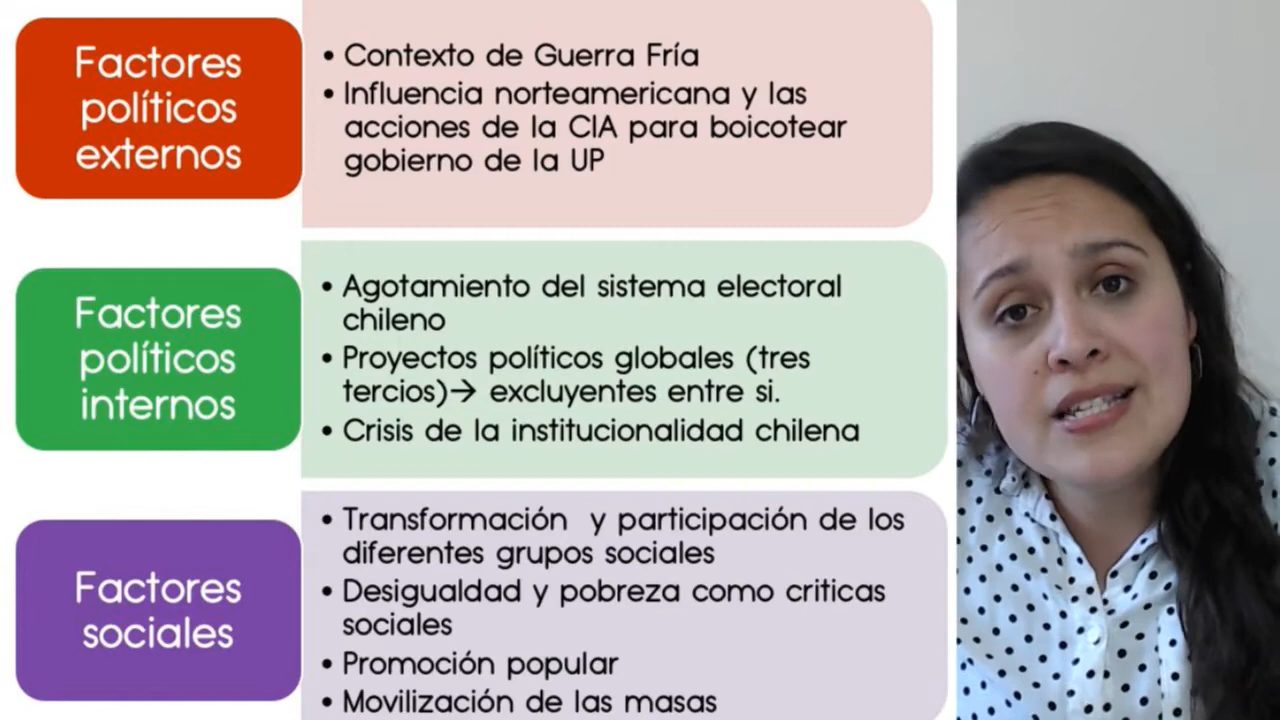 Factores
políticos
externos
• Contexto de Guerra Fría
• Influencia norteamericana y las
acciones de la CIA para boicotear
gobierno de la UP
Factores
políticos
internos
• Agotamiento del sistema electoral
chileno
• Proyectos políticos globales (tres
tercios)→ excluyentes entre si.
• Crisis de la institucionalidad chilena
Factores
sociales
• Transformación y participación de los
diferentes grupos sociales
• Desigualdad y pobreza como criticas
sociales
• Promoción popular
• Movilización de las masas